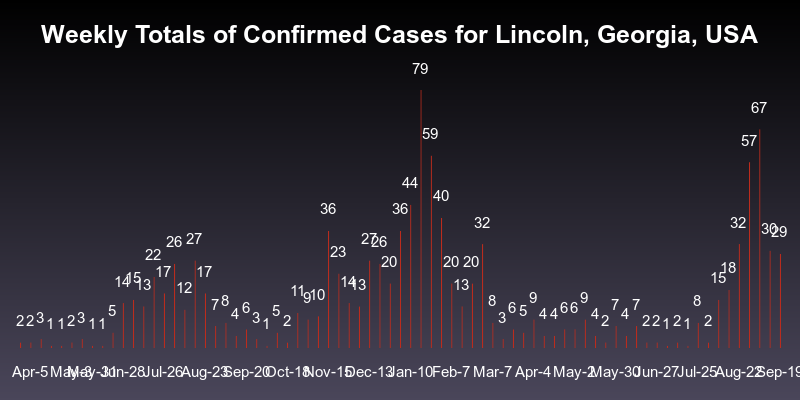 Weekly Totals of Confirmed Cases for Lincoln, Georgia, USA
2 2 3 1 1 2 3 1 1 5 14 15 13 22 17 26 12 27 17 7 8 4 6 3 1 5 2 11 9 10 36 23 14 13 27 26 20 36 44 79 59 40 20 13 20 32 8 3 6 5 9 4 4 6 6 9 4 2 7 4 7 2 2 1 2 1 8 2 15 18 32 57 67 30 29
Apr-5 May-3 May-31 Jun-28 Jul-26 Aug-23 Sep-20 Oct-18 Nov-15 Dec-13 Jan-10 Feb-7 Mar-7 Apr-4 May-2 May-30 Jun-27 Jul-25 Aug-22 Sep-19